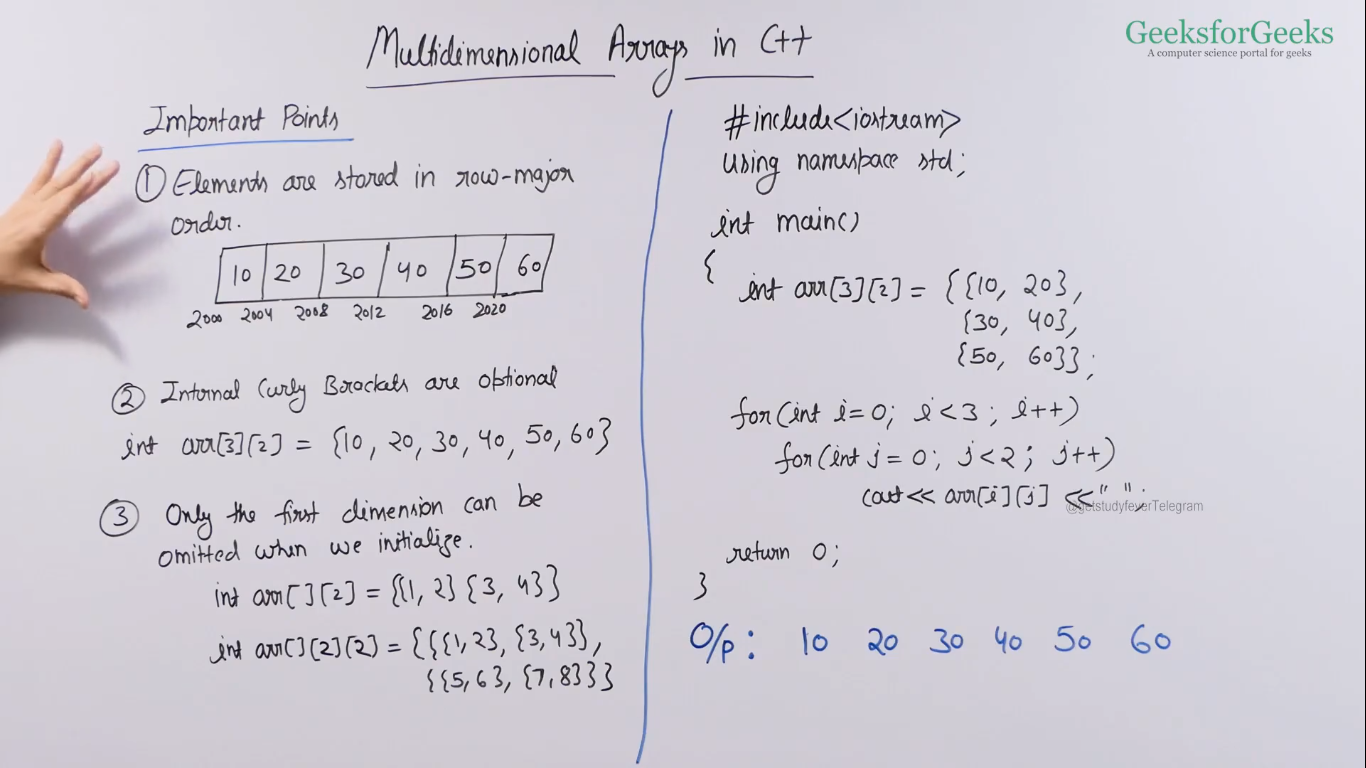 Multidimensional Arrays in C++
GeeksforGeeks
A computer science portal for geeks
Important Points
① Elements are stored in row-major
order.
10 20 30 40 50 60
2000 2004 2008 2012 2016 2020
② Internal Curly Brackets are optional
int arr[3][2] = {10, 20, 30, 40, 50, 60}
③ Only the first dimension can be
omitted when we initialize.
int arr[][2] = {{1, 2} {3, 4}}
int arr[][2][2] = {{{1, 2}, {3, 4}},
{{5, 6}, {7, 8}}}
#include<iostream>
using namespace std;
int main()
{
int arr[3][2] = {{10, 20},
{30, 40},
{50, 60}};
for(int i=0; i<3; i++)
for(int j=0; j<2; j++)
cout<< arr[i][j] <<" ";
@getstudyfeverTelegram
return 0;
}
O/p: 10 20 30 40 50 60